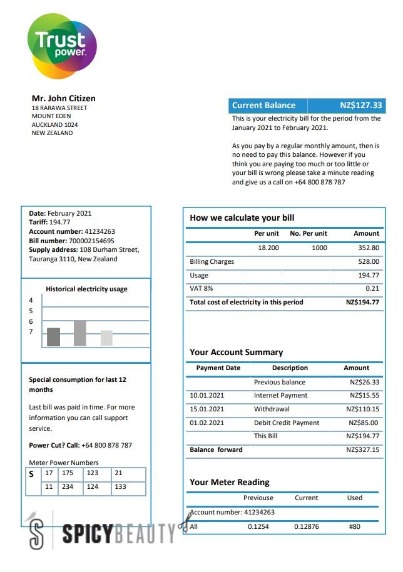 Trust
power.
Mr. John Citizen
18 RARAWA STREET
MOUNT EDEN
AUCKLAND 1024
NEW ZEALAND
Current Balance NZ$127.33
This is your electricity bill for the period from the
January 2021 to February 2021.
As you pay by a regular monthly amount, then is
no need to pay this balance. However if you
think you are paying too much or too little or
your bill is wrong please take a minute reading
and give us a call on +64 800 878 787
Date: February 2021
Tariff: 194.77
Account number: 41234263
Bill number: 700002154695
Supply address: 108 Durham Street,
Tauranga 3110, New Zealand
Historical electricity usage
4
5
6
7
Special consumption for last 12
months
Last bill was paid in time. For more
information you can call support
service.
Power Cut? Call: +64 800 878 787
Meter Power Numbers
S 17 175 123 21
11 234 124 133
How we calculate your bill
Per unit No. Per unit Amount
18.200 1000 352.80
Billing Charges 528.00
Usage 194.77
VAT 8% 0.21
Total cost of electricity in this period NZ$194.77
Your Account Summary
Payment Date Description Amount
Previous balance NZ$26.33
10.01.2021 Internet Payment NZ$15.55
15.01.2021 Withdrawal NZ$110.15
01.02.2021 Debit Credit Payment NZ$85.00
This Bill NZ$194.77
Balance forward NZ$327.15
Your Meter Reading
Previouse Current Used
Account number: 41234263
All 0.1254 0.12876 #80
SPICYBEAUTY